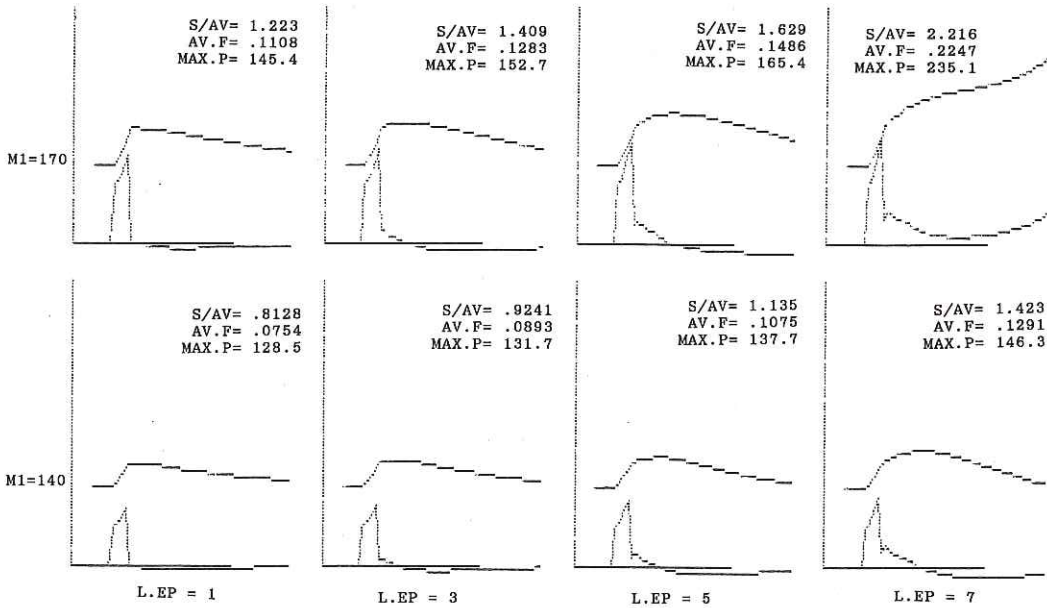 S/AV= 1.223
AV.F= .1108
MAX.P= 145.4
S/AV= 1.409
AV.F= .1283
MAX.P= 152.7
S/AV= 1.629
AV.F= .1486
MAX.P= 165.4
S/AV= 2.216
AV.F= .2247
MAX.P= 235.1
M1=170
S/AV= .8128
AV.F= .0754
MAX.P= 128.5
S/AV= .9241
AV.F= .0893
MAX.P= 131.7
S/AV= 1.135
AV.F= .1075
MAX.P= 137.7
S/AV= 1.423
AV.F= .1291
MAX.P= 146.3
M1=140
L.EP = 1
L.EP = 3
L.EP = 5
L.EP = 7